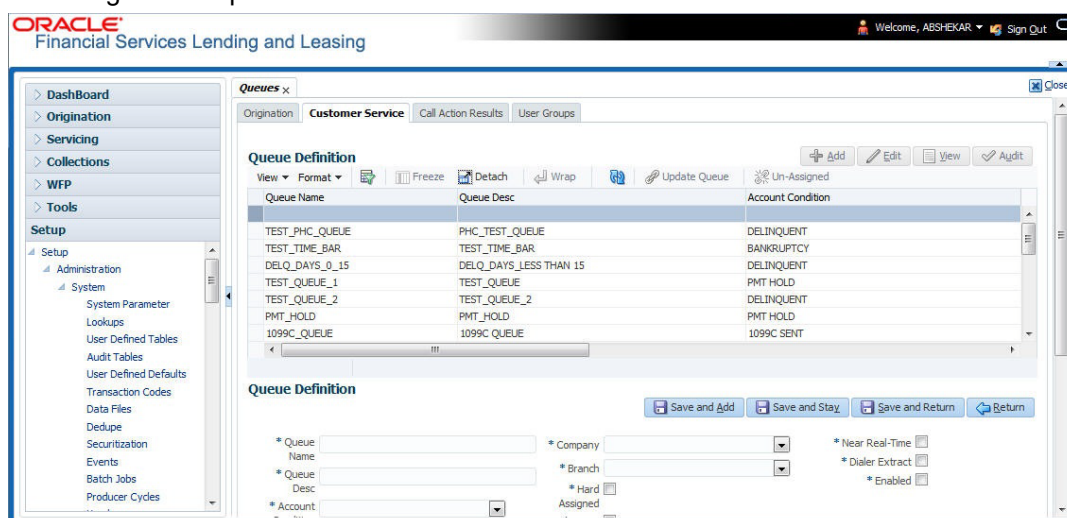 ORACLE
Financial Services Lending and Leasing
Welcome, ABSHEKAR
Sign Out
DashBoard
Origination
Servicing
Collections
WFP
Tools
Setup
Setup
Administration
System
System Parameter
Lookups
User Defined Tables
Audit Tables
User Defined Defaults
Transaction Codes
Data Files
Dedupe
Securitization
Events
Batch Jobs
Producer Cycles
Queues
Close
Origination Customer Service Call Action Results User Groups
Queue Definition
Add Edit View Audit
View Format Freeze Detach Wrap Update Queue Un-Assigned
Queue Name Queue Desc Account Condition
TEST_PHC_QUEUE PHC_TEST_QUEUE DELINQUENT
TEST_TIME_BAR TEST_TIME_BAR BANKRUPTCY
DELQ_DAYS_0_15 DELQ_DAYS_LESS THAN 15 DELINQUENT
TEST_QUEUE_1 TEST_QUEUE PMT HOLD
TEST_QUEUE_2 TEST_QUEUE_2 DELINQUENT
PMT_HOLD PMT_HOLD PMT HOLD
1099C_QUEUE 1099C QUEUE 1099C SENT
Queue Definition
Save and Add Save and Stay Save and Return Return
* Queue Name
* Queue Desc
* Account
* Company
* Branch
* Hard Assigned
* Near Real-Time
* Dialer Extract
* Enabled